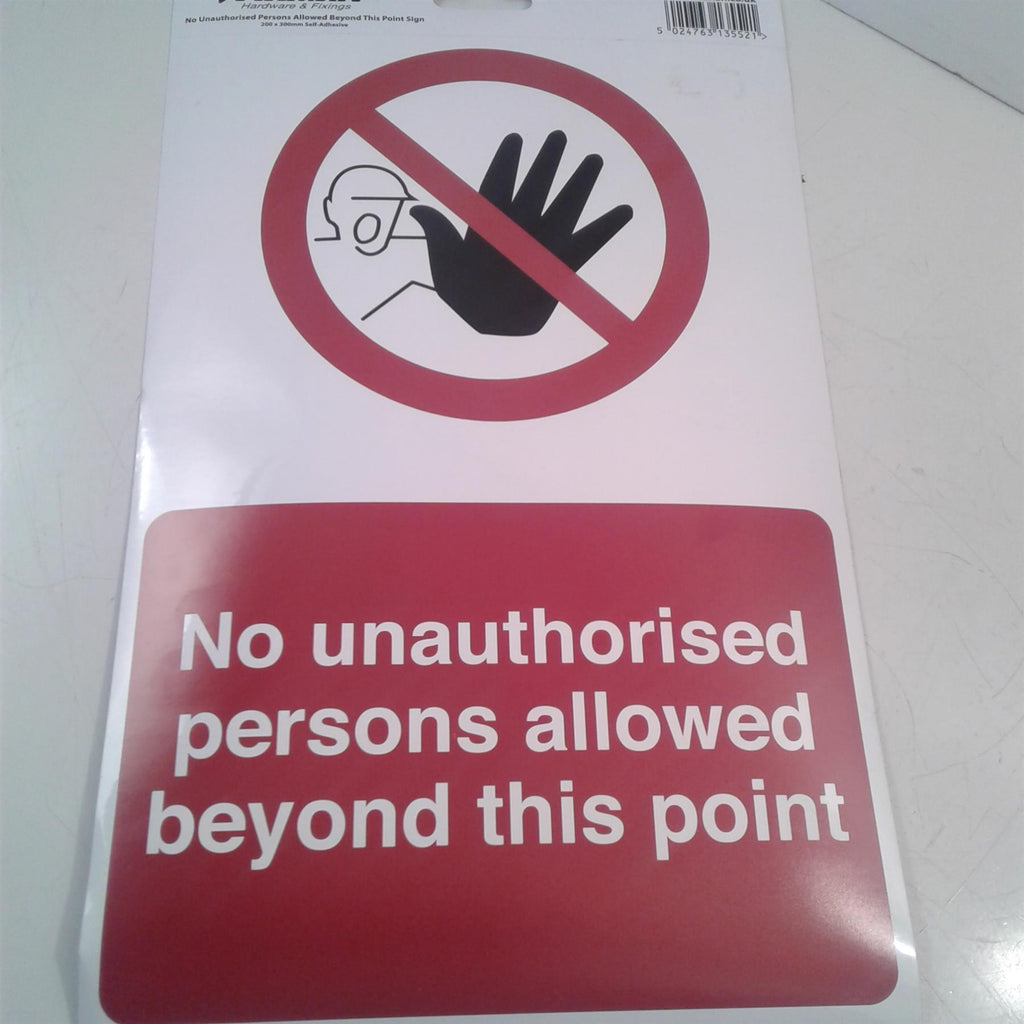 Hardware & Fixings
No Unauthorised Persons Allowed Beyond This Point Sign
200 x 300mm Self-Adhesive
5 024763 135521 >
No unauthorised
persons allowed
beyond this point